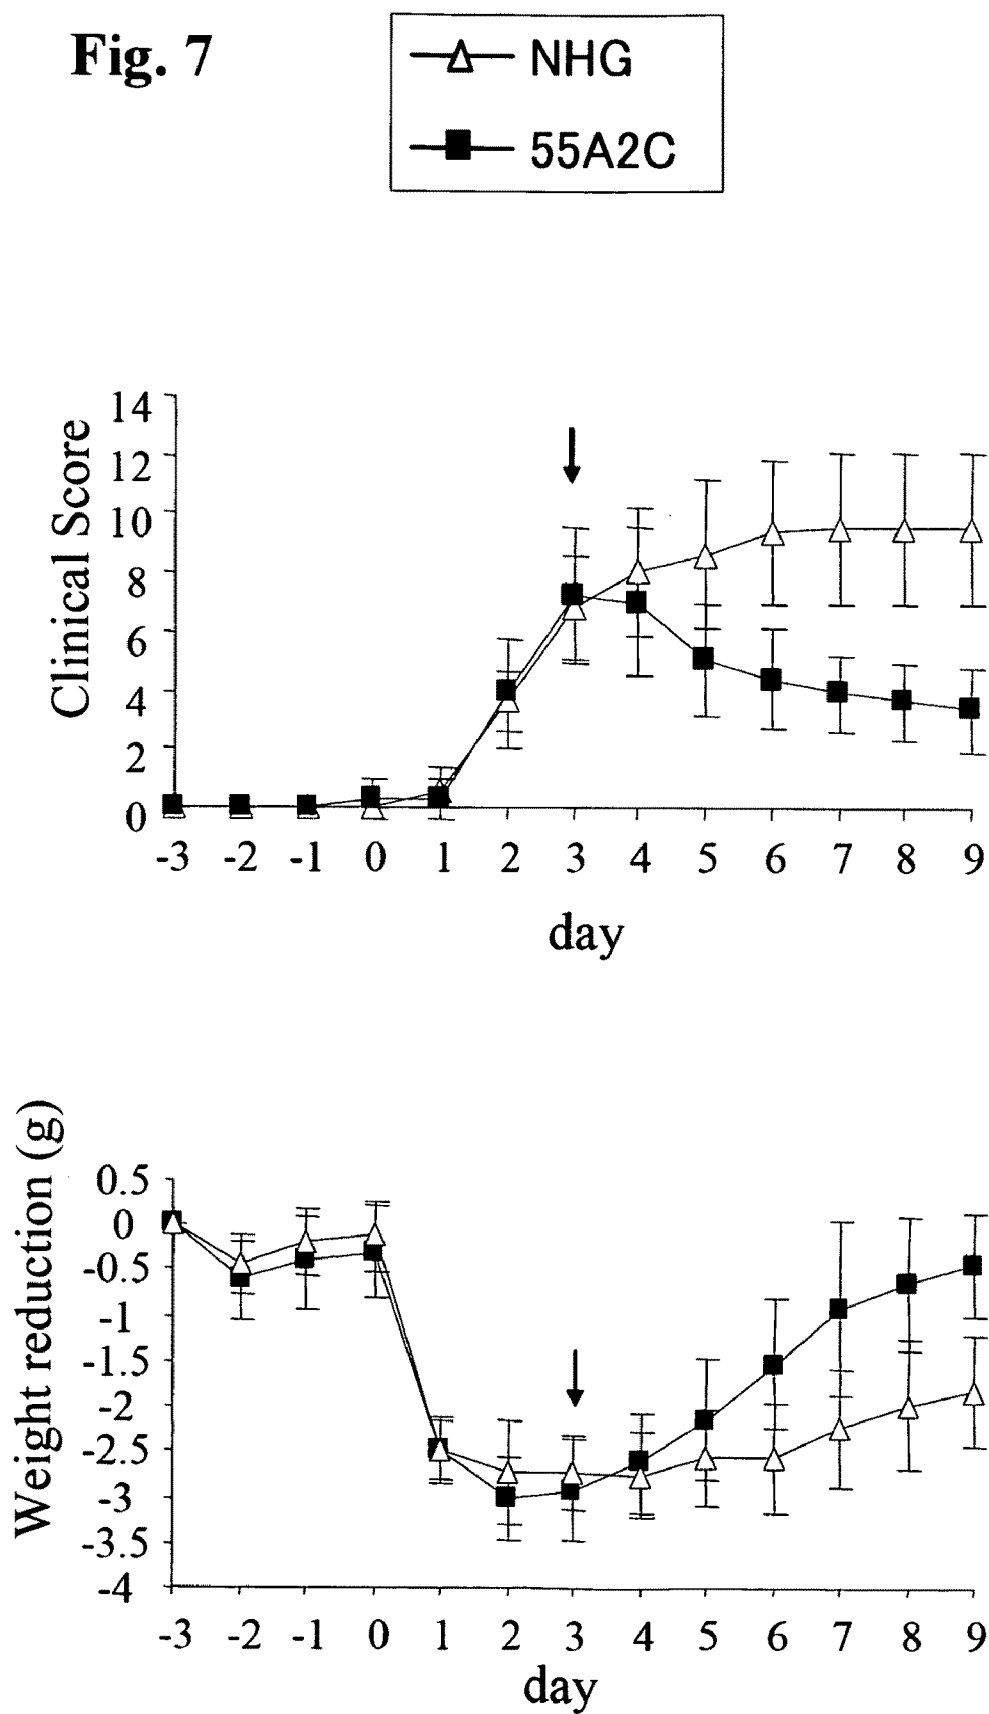 Fig. 7
NHG
55A2C
Clinical Score
14
12
10
8
6
4
2
0
-3 -2 -1 0 1 2 3 4 5 6 7 8 9
day
Weight reduction (g)
0.5
0
-0.5
-1
-1.5
-2
-2.5
-3
-3.5
-4
-3 -2 -1 0 1 2 3 4 5 6 7 8 9
day